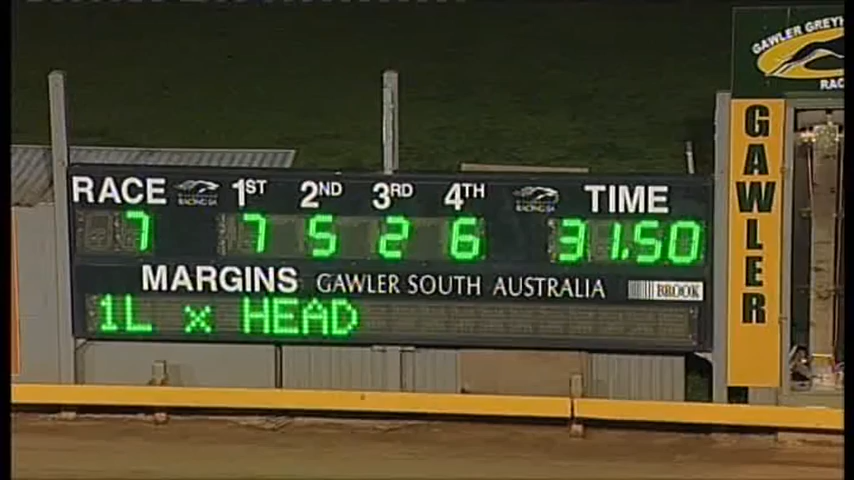 GAWLER GREYH
RAC
RACE 1ST 2ND 3RD 4TH TIME
7 7 5 2 6 31.50
MARGINS GAWLER SOUTH AUSTRALIA BROOK
1L x HEAD
GAWLER